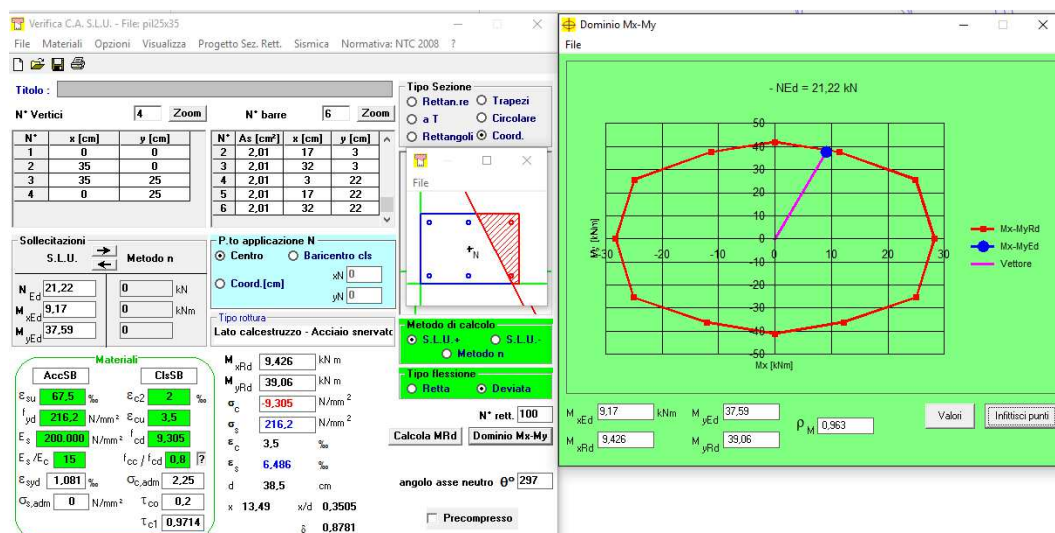 Verifica C.A. S.L.U. - File: pil25x35
File Materiali Opzioni Visualizza Progetto Sez. Rett. Sismica Normativa: NTC 2008 ?
Titolo :
N° Vertici 4 Zoom N° barre 6 Zoom
N° x [cm] y [cm]
1 0 0
2 35 0
3 35 25
4 0 25
N° As [cm²] x [cm] y [cm]
2 2,01 17 3
3 2,01 32 3
4 2,01 3 22
5 2,01 17 22
6 2,01 32 22
Tipo Sezione
Rettan.re Trapezi
a T Circolare
Rettangoli Coord.
File
N
Sollecitazioni
S.L.U. Metodo n
N Ed 21,22 0 kN
M xEd 9,17 0 kNm
M yEd 37,59 0
P.to applicazione N
Centro Baricentro cls
Coord.[cm] xN 0
yN 0
Tipo rottura
Lato calcestruzzo - Acciaio snervato
Metodo di calcolo
S.L.U.+ S.L.U.-
Metodo n
Tipo flessione
Retta Deviata
N° rett. 100
Calcola MRd Dominio Mx-My
angolo asse neutro θ° 297
Precompresso
Materiali
AccSB ClsSB
εsu 67,5 ‰ εc2 2 ‰
fyd 216,2 N/mm² εcu 3,5
Es 200.000 N/mm² fcd 9,305
Es/Ec 15 fcc / fcd 0,8 ?
εsyd 1,081 ‰ σc,adm 2,25
σs,adm 0 N/mm² τco 0,2
τc1 0,9714
M xRd 9,426 kN m
M yRd 39,06 kN m
σc -9,305 N/mm²
σs 216,2 N/mm²
εc 3,5 ‰
εs 6,486 ‰
d 38,5 cm
x 13,49 x/d 0,3505
δ 0,8781
Dominio Mx-My
File
- NEd = 21,22 kN
50
40
30
20
10
0
-10
-20
-30
-40
-50
-30 -20 -10 0 10 20 30
Mx [kNm]
Mx-MyRd
Mx-MyEd
Vettore
M xEd 9,17 kNm M yEd 37,59
M xRd 9,426 M yRd 39,06
ρM 0,963
Valori Infittisci punti